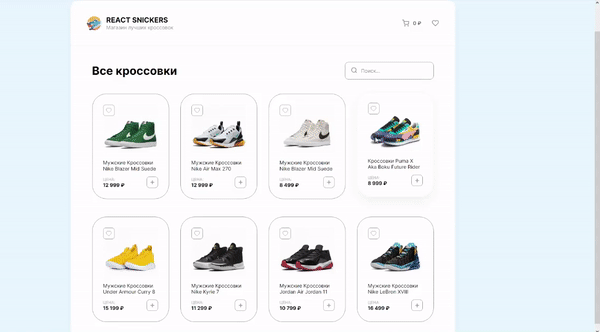 REACT SNICKERS
Магазин лучших кроссовок
0 ₽
Все кроссовки
Поиск...
Мужские Кроссовки
Nike Blazer Mid Suede
ЦЕНА:
12 999 ₽
Мужские Кроссовки
Nike Air Max 270
ЦЕНА:
12 999 ₽
Мужские Кроссовки
Nike Blazer Mid Suede
ЦЕНА:
8 499 ₽
Кроссовки Puma X
Aka Boku Future Rider
ЦЕНА:
8 999 ₽
Мужские Кроссовки
Under Armour Curry 8
ЦЕНА:
15 199 ₽
Мужские Кроссовки
Nike Kyrie 7
ЦЕНА:
11 299 ₽
Мужские Кроссовки
Jordan Air Jordan 11
ЦЕНА:
10 799 ₽
Мужские Кроссовки
Nike LeBron XVIII
ЦЕНА:
16 499 ₽